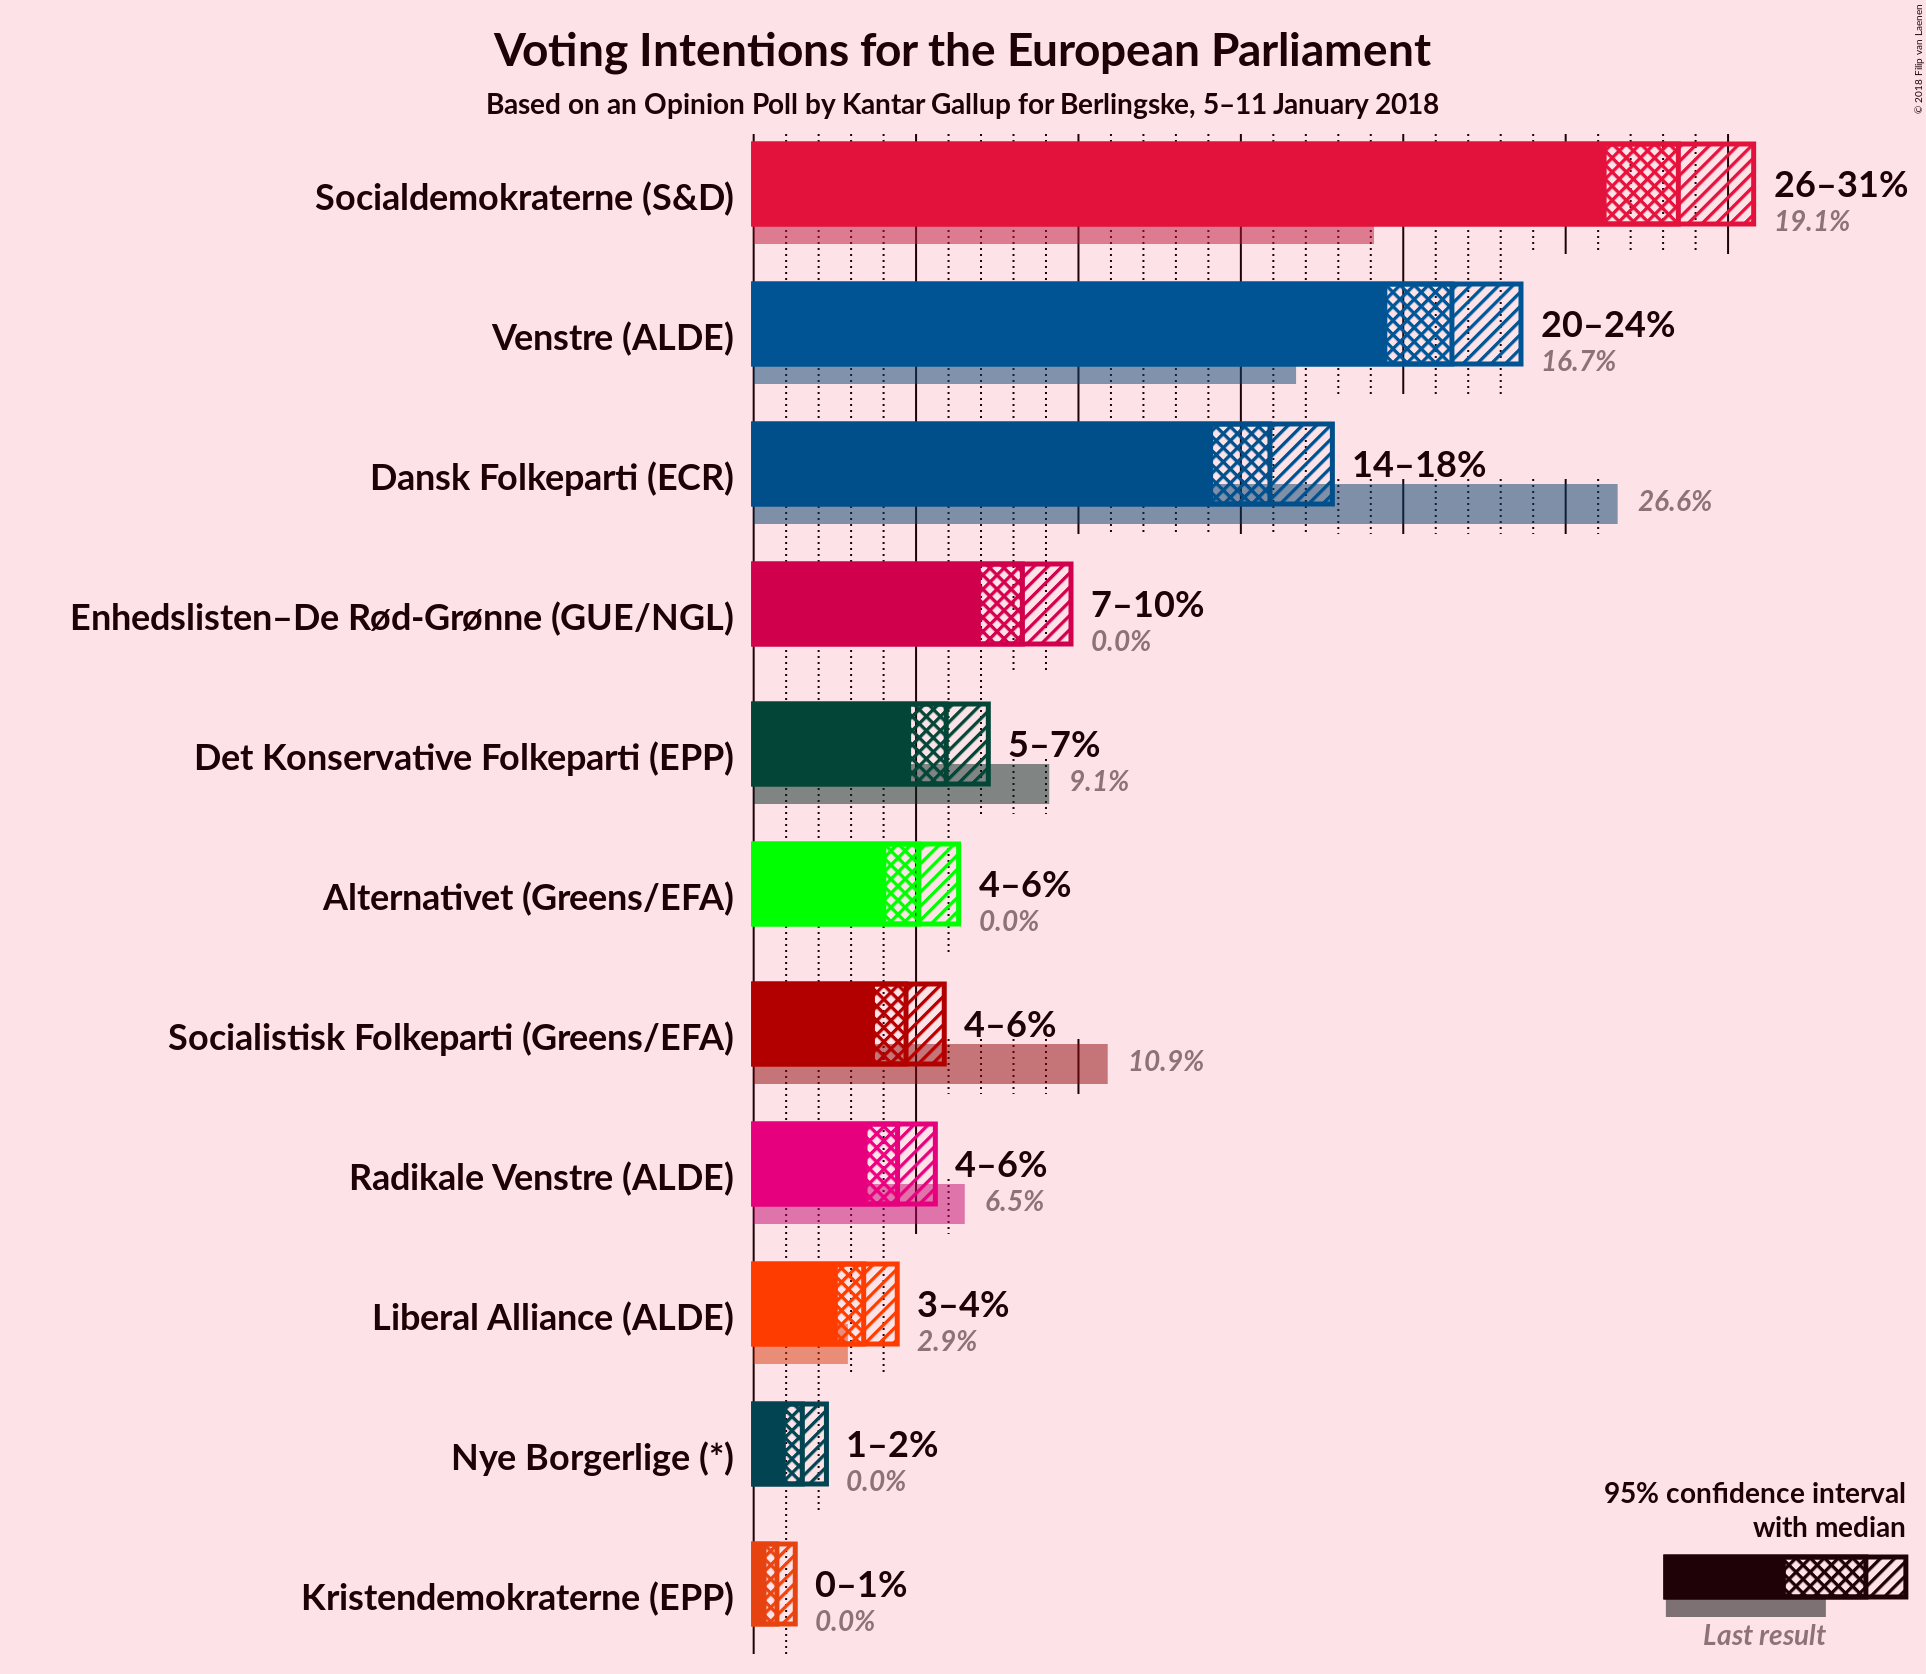 Voting Intentions for the European Parliament
Based on an Opinion Poll by Kantar Gallup for Berlingske, 5–11 January 2018
© 2018 Filip van Laenen
Socialdemokraterne (S&D)
26–31%
19.1%
Venstre (ALDE)
20–24%
16.7%
Dansk Folkeparti (ECR)
14–18%
26.6%
Enhedslisten–De Rød-Grønne (GUE/NGL)
7–10%
0.0%
Det Konservative Folkeparti (EPP)
5–7%
9.1%
Alternativet (Greens/EFA)
4–6%
0.0%
Socialistisk Folkeparti (Greens/EFA)
4–6%
10.9%
Radikale Venstre (ALDE)
4–6%
6.5%
Liberal Alliance (ALDE)
3–4%
2.9%
Nye Borgerlige (*)
1–2%
0.0%
Kristendemokraterne (EPP)
0–1%
0.0%
95% confidence interval
with median
Last result